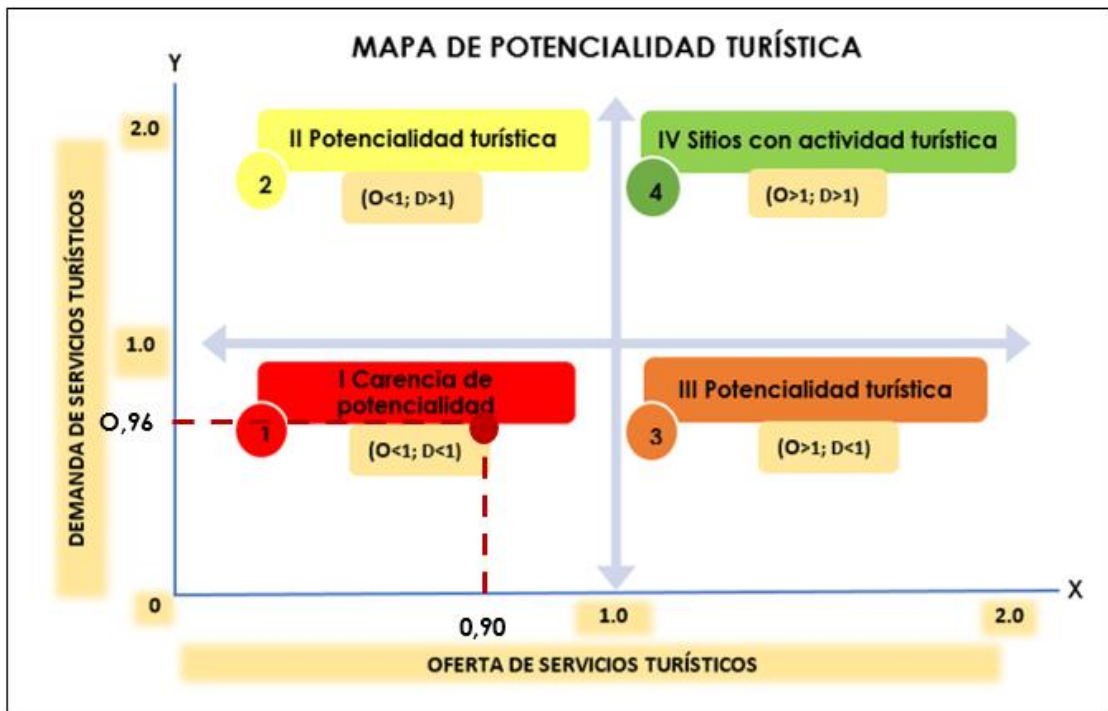 MAPA DE POTENCIALIDAD TURÍSTICA
Y
2.0
II Potencialidad turística
2
(O<1; D>1)
IV Sitios con actividad turística
4
(O>1; D>1)
DEMANDA DE SERVICIOS TURÍSTICOS
1.0
I Carencia de
potencialidad
1
(O<1; D<1)
III Potencialidad turística
3
(O>1; D<1)
O,96
0
0,90
1.0
2.0
X
OFERTA DE SERVICIOS TURÍSTICOS